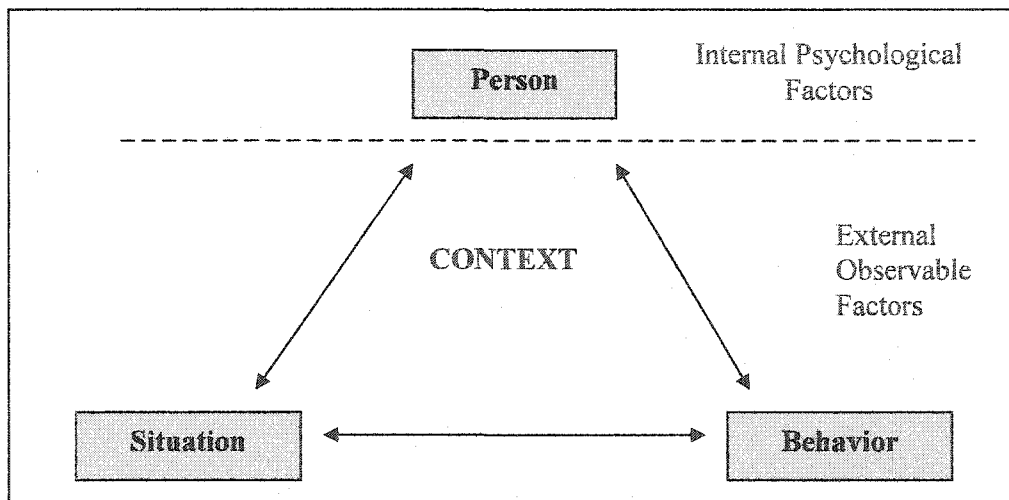 Person
Internal Psychological
Factors
CONTEXT
External
Observable
Factors
Situation
Behavior